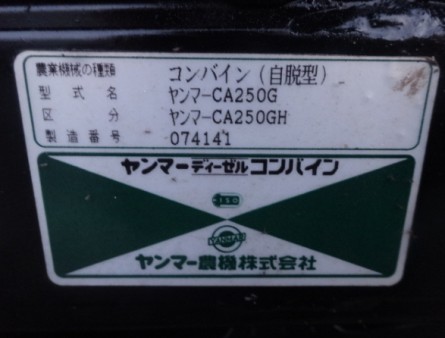 農業機械の種類 コンバイン(自脱型)
型式名 ヤンマーCA250G
区分 ヤンマーCA250GH
製造番号 074141
ヤンマーディーゼルコンバイン
ISO
YANMAR
ヤンマー農機株式会社